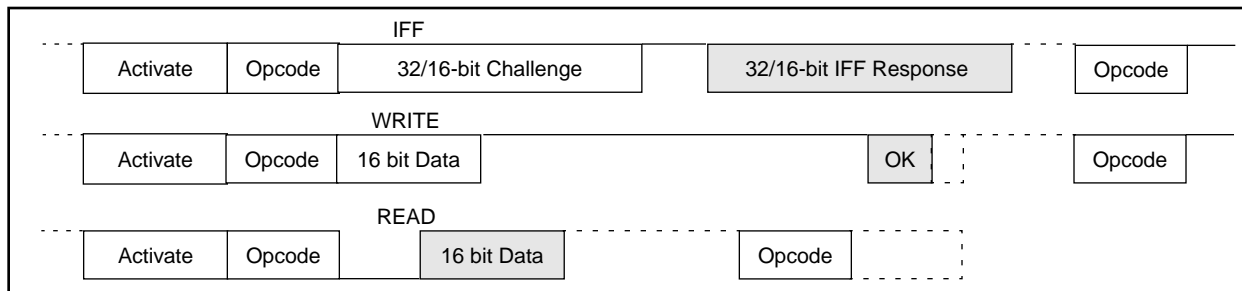 IFF
Activate Opcode 32/16-bit Challenge 32/16-bit IFF Response Opcode
WRITE
Activate Opcode 16 bit Data OK Opcode
READ
Activate Opcode 16 bit Data Opcode